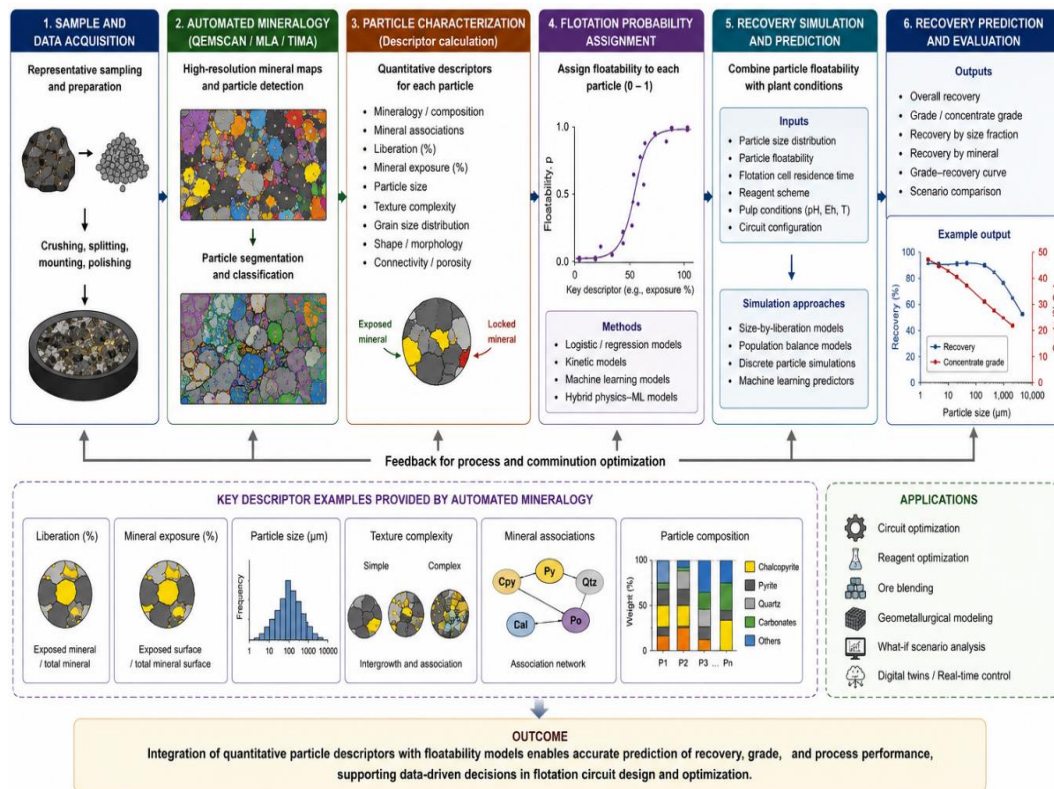 1. SAMPLE AND
DATA ACQUISITION
Representative sampling
and preparation
Crushing, splitting,
mounting, polishing
2. AUTOMATED MINERALOGY
(QEMSCAN / MLA / TIMA)
High-resolution mineral maps
and particle detection
Particle segmentation
and classification
3. PARTICLE CHARACTERIZATION
(Descriptor calculation)
Quantitative descriptors
for each particle
• Mineralogy / composition
• Mineral associations
• Liberation (%)
• Mineral exposure (%)
• Particle size
• Texture complexity
• Grain size distribution
• Shape / morphology
• Connectivity / porosity
Exposed
mineral
Locked
mineral
4. FLOTATION PROBABILITY
ASSIGNMENT
Assign floatability to each
particle (0 – 1)
Floatability, p
1.0
0.5
0.0
0 50 100
Key descriptor (e.g., exposure %)
Methods
• Logistic / regression models
• Kinetic models
• Machine learning models
• Hybrid physics–ML models
5. RECOVERY SIMULATION
AND PREDICTION
Combine particle floatability
with plant conditions
Inputs
• Particle size distribution
• Particle floatability
• Flotation cell residence time
• Reagent scheme
• Pulp conditions (pH, Eh, T)
• Circuit configuration
Simulation approaches
• Size-by-liberation models
• Population balance models
• Discrete particle simulations
• Machine learning predictors
6. RECOVERY PREDICTION
AND EVALUATION
Outputs
• Overall recovery
• Grade / concentrate grade
• Recovery by size fraction
• Recovery by mineral
• Grade–recovery curve
• Scenario comparison
Example output
Recovery (%)
100
80
60
40
20
0
50
40
30
20
10
0
Recovery
Concentrate grade
1 10 100 1,000 10,000
Particle size (µm)
Feedback for process and comminution optimization
KEY DESCRIPTOR EXAMPLES PROVIDED BY AUTOMATED MINERALOGY
Liberation (%)
Exposed mineral
/ total mineral
Mineral exposure (%)
Exposed surface
/ total mineral surface
Particle size (µm)
Frequency
1 10 100 1000 10000
Texture complexity
Simple
Complex
Intergrowth and association
Mineral associations
Cpy
Py
Qtz
Cal
Po
Association network
Particle composition
Weight (%)
100
50
0
P1 P2 P3 ... Pn
Chalcopyrite
Pyrite
Quartz
Carbonates
Others
APPLICATIONS
Circuit optimization
Reagent optimization
Ore blending
Geometallurgical modeling
What-if scenario analysis
Digital twins / Real-time control
OUTCOME
Integration of quantitative particle descriptors with floatability models enables accurate prediction of recovery, grade, and process performance,
supporting data-driven decisions in flotation circuit design and optimization.